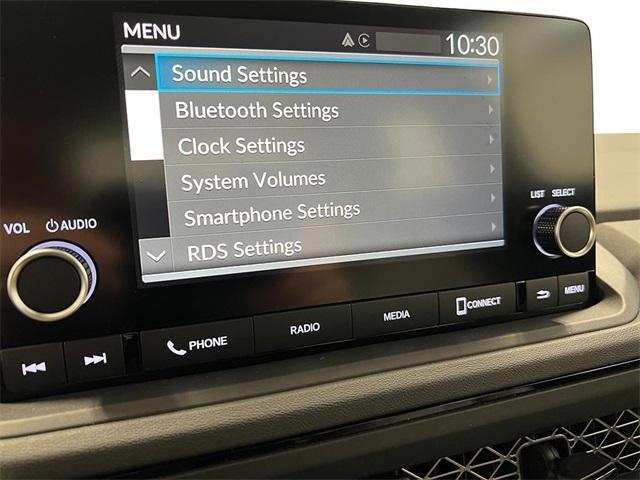 MENU
10:30
Sound Settings
Bluetooth Settings
Clock Settings
System Volumes
Smartphone Settings
RDS Settings
VOL
AUDIO
LIST
SELECT
PHONE
RADIO
MEDIA
CONNECT
MENU